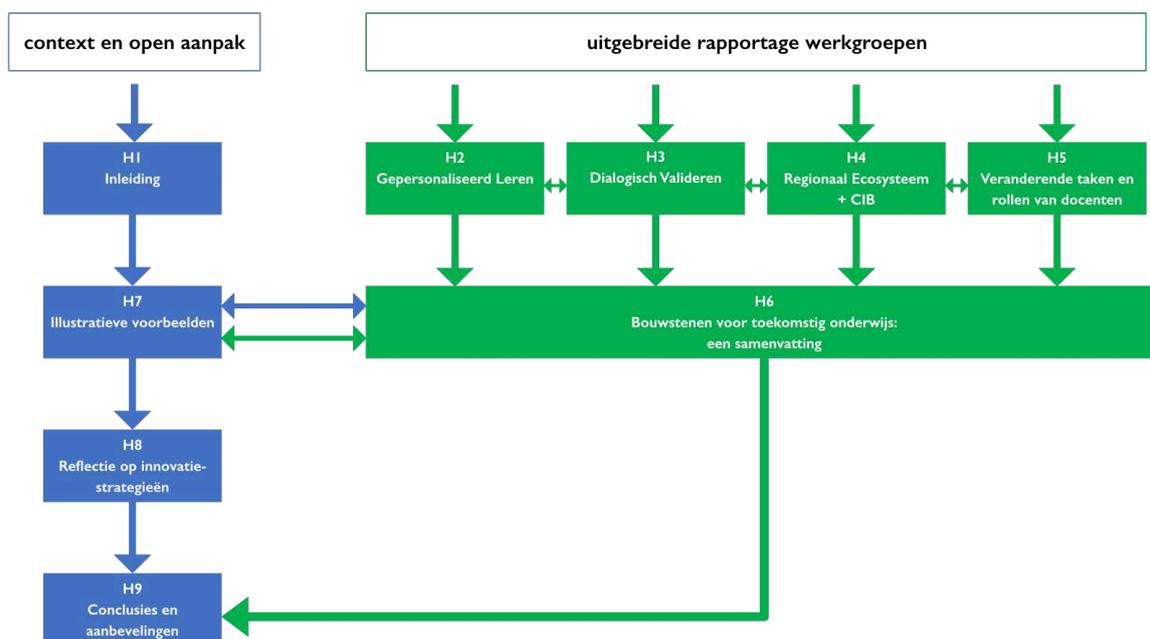 context en open aanpak
uitgebreide rapportage werkgroepen
H1
Inleiding
H2
Gepersonaliseerd Leren
H3
Dialogisch Valideren
H4
Regionaal Ecosysteem
+ CIB
H5
Veranderende taken en
rollen van docenten
H7
Illustratieve voorbeelden
H6
Bouwstenen voor toekomstig onderwijs:
een samenvatting
H8
Reflectie op innovatie-
strategieën
H9
Conclusies en
aanbevelingen